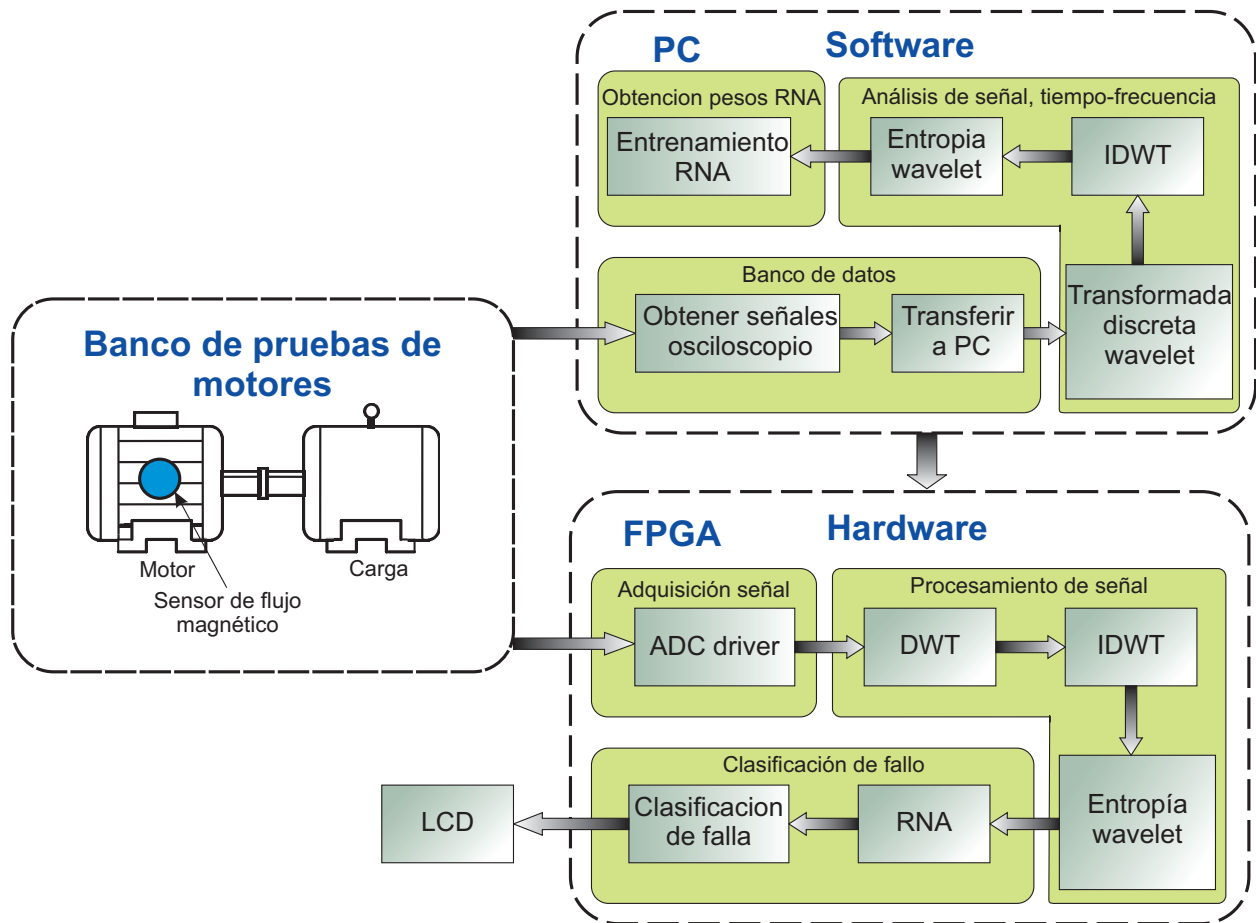 PC
Software
Obtencion pesos RNA
Análisis de señal, tiempo-frecuencia
Entrenamiento
RNA
Entropia
wavelet
IDWT
Banco de datos
Obtener señales
osciloscopio
Transferir
a PC
Transformada
discreta
wavelet
Banco de pruebas de
motores
Motor
Carga
Sensor de flujo
magnético
FPGA
Hardware
Adquisición señal
Procesamiento de señal
ADC driver
DWT
IDWT
Clasificación de fallo
LCD
Clasificacion
de falla
RNA
Entropía
wavelet